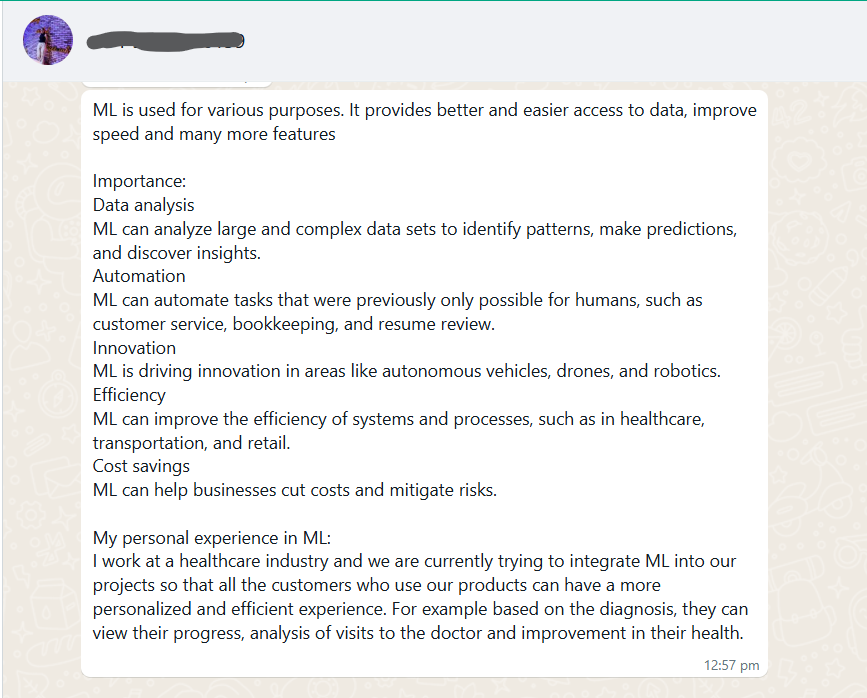 ML is used for various purposes. It provides better and easier access to data, improve
speed and many more features
Importance:
Data analysis
ML can analyze large and complex data sets to identify patterns, make predictions,
and discover insights.
Automation
ML can automate tasks that were previously only possible for humans, such as
customer service, bookkeeping, and resume review.
Innovation
ML is driving innovation in areas like autonomous vehicles, drones, and robotics.
Efficiency
ML can improve the efficiency of systems and processes, such as in healthcare,
transportation, and retail.
Cost savings
ML can help businesses cut costs and mitigate risks.
My personal experience in ML:
I work at a healthcare industry and we are currently trying to integrate ML into our
projects so that all the customers who use our products can have a more
personalized and efficient experience. For example based on the diagnosis, they can
view their progress, analysis of visits to the doctor and improvement in their health.
12:57 pm